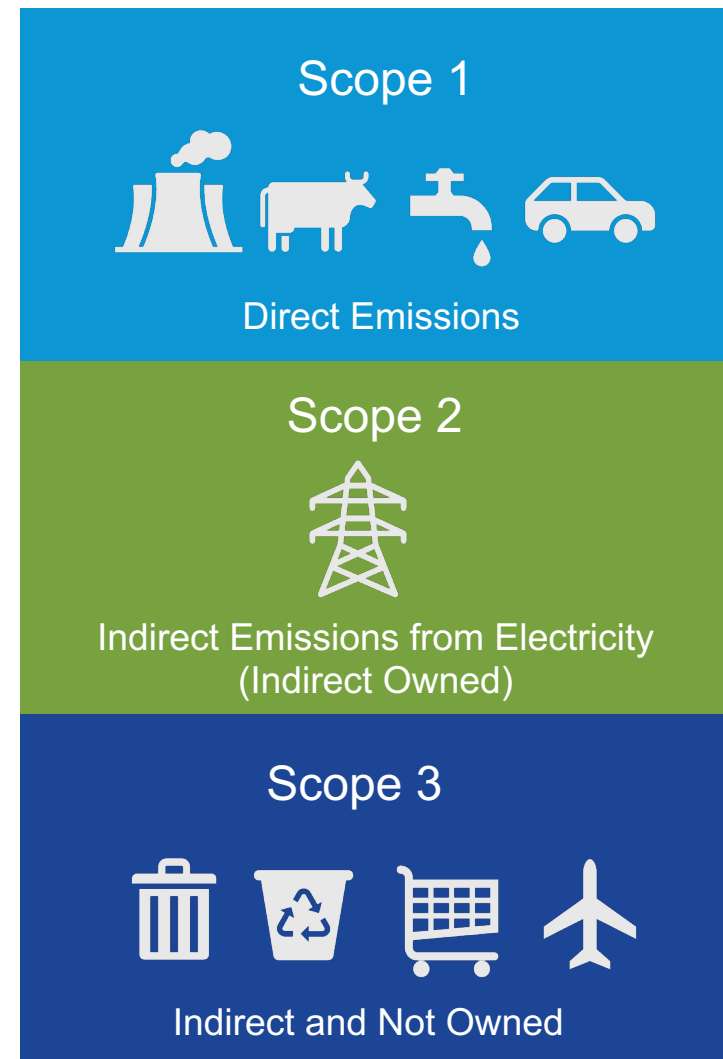 Scope 1
Direct Emissions
Scope 2
Indirect Emissions from Electricity
(Indirect Owned)
Scope 3
Indirect and Not Owned